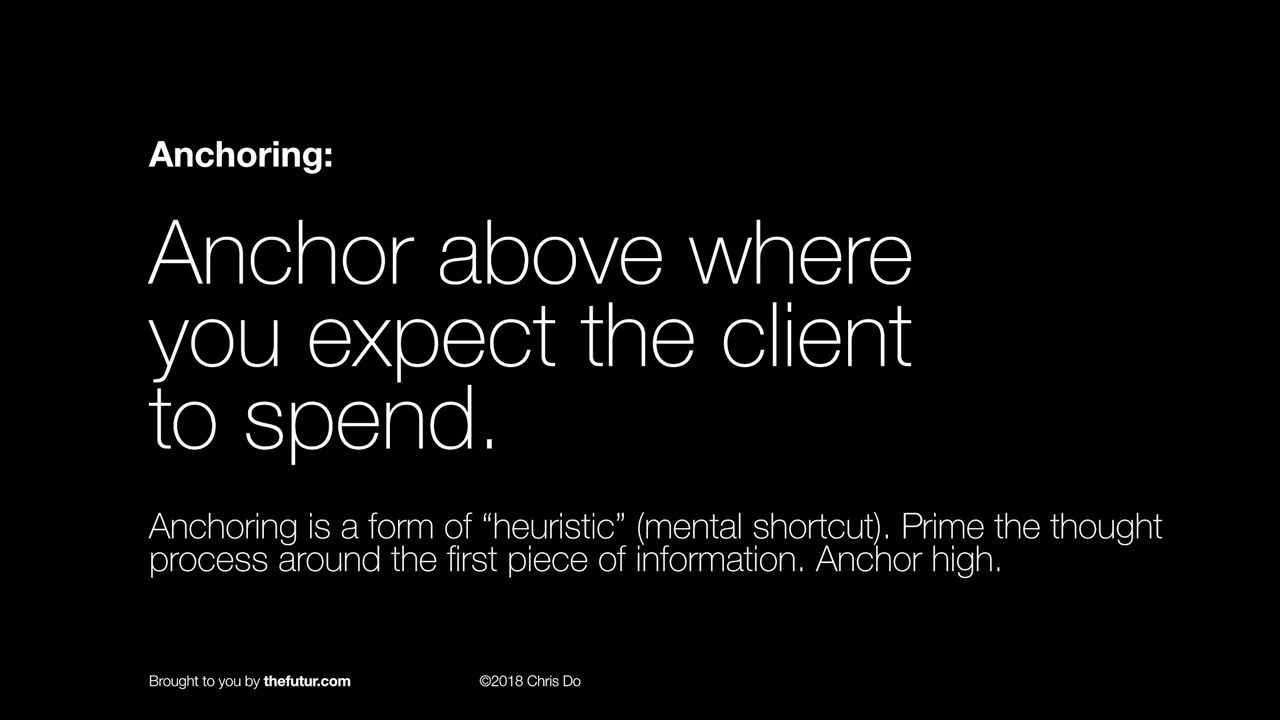 Anchoring:
Anchor above where
you expect the client
to spend.
Anchoring is a form of “heuristic” (mental shortcut). Prime the thought
process around the first piece of information. Anchor high.
Brought to you by thefutur.com
©2018 Chris Do